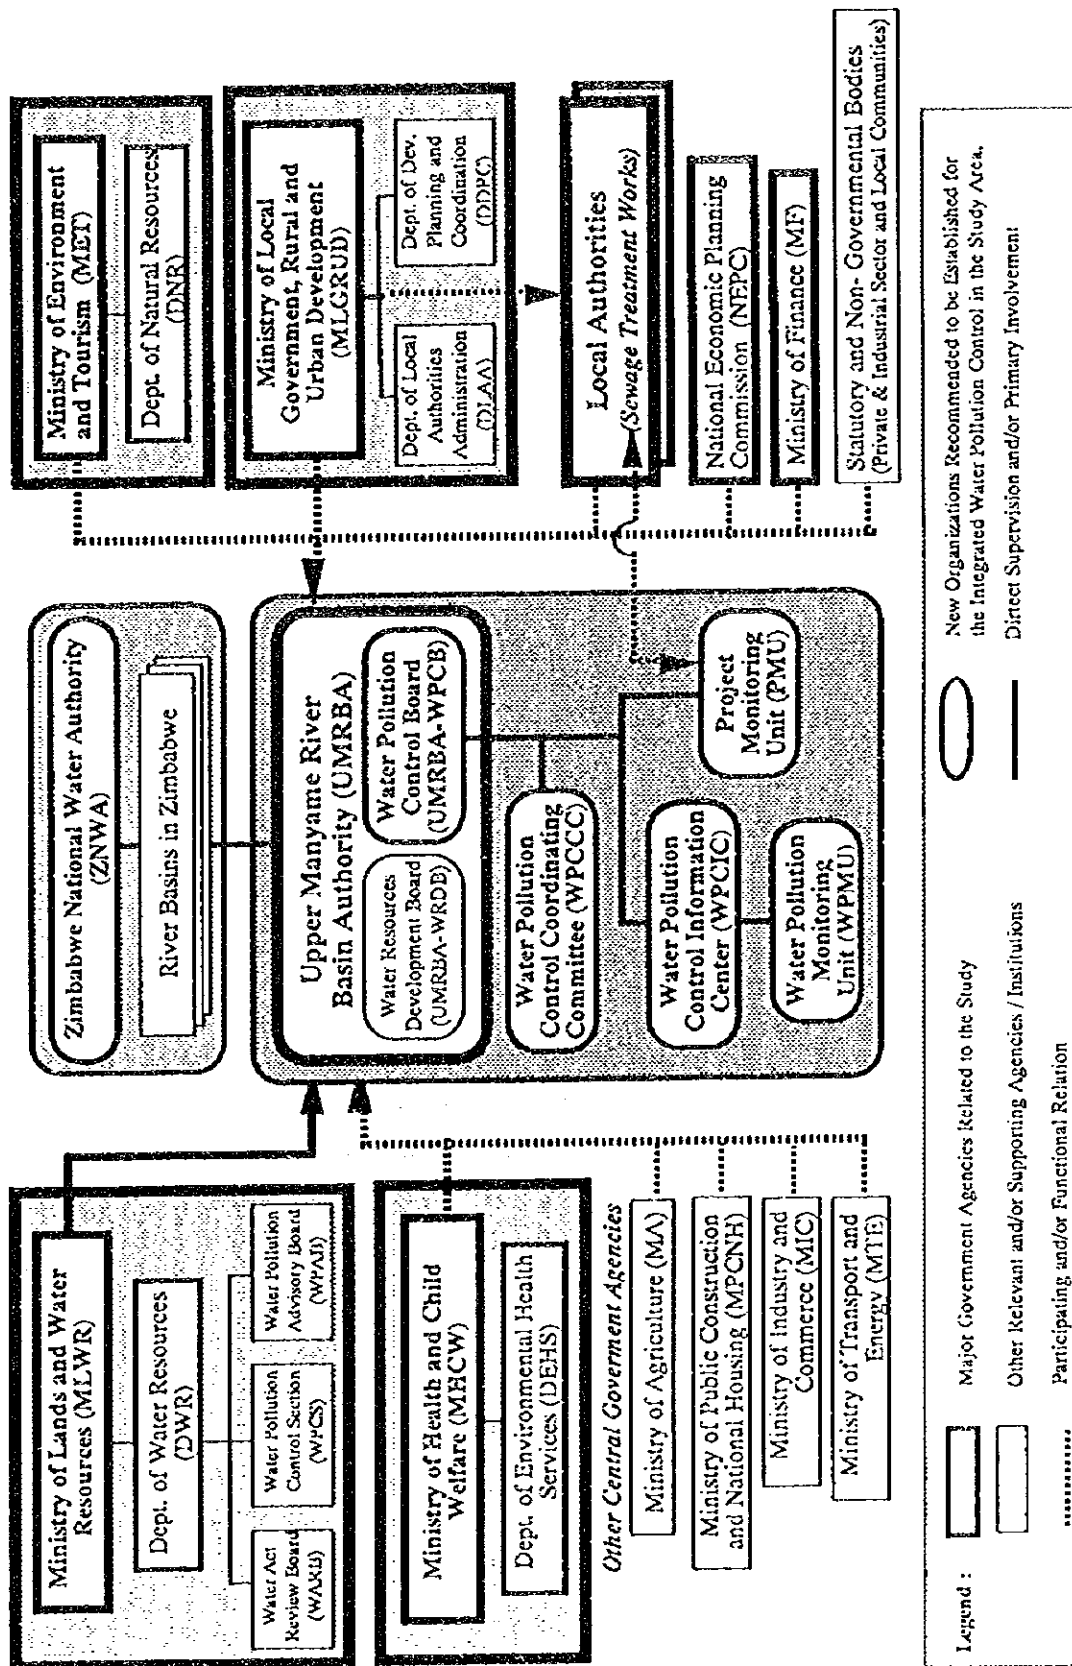 Ministry of Lands and Water
Resources (MLWR)
Dept. of Water Resources
(DWR)
Water Act
Review Board
(WARB)
Water Pollution
Control Section
(WPCS)
Water Pollution
Advisory Board
(WPAB)
Ministry of Health and Child
Welfare (MHCW)
Dept. of Environmental Health
Services (DEHS)
Other Central Government Agencies
Ministry of Agriculture (MA)
Ministry of Public Construction
and National Housing (MPCNH)
Ministry of Industry and
Commerce (MIC)
Ministry of Transport and
Energy (MTE)
Zimbabwe National Water Authority
(ZNWA)
River Basins in Zimbabwe
Upper Manyame River
Basin Authority (UMRBA)
Water Resources
Development Board
(UMRBA-WRDB)
Water Pollution
Control Board
(UMRBA-WPCB)
Water Pollution
Control Coordinating
Committee (WPCCC)
Water Pollution
Control Information
Center (WPCIC)
Water Pollution
Monitoring
Unit (WPMU)
Project
Monitoring
Unit (PMU)
Ministry of Environment
and Tourism (MET)
Dept. of Natural Resources
(DNR)
Ministry of Local
Government, Rural and
Urban Development
(MLGRUD)
Dept. of Local
Authorities
Administration
(DLAA)
Dept. of Dev.
Planning and
Coordination
(DDPC)
Local Authorities
(Sewage Treatment Works)
National Economic Planning
Commission (NEPC)
Ministry of Finance (MF)
Statutory and Non- Governmental Bodies
(Private & Industrial Sector and Local Communities)
Legend :
Major Government Agencies Related to the Study
Other Relevant and/or Supporting Agencies / Institutions
Participating and/or Functional Relation
New Organizations Recommended to be Established for
the Integrated Water Pollution Control in the Study Area.
Dirtect Supervision and/or Primary Involvement